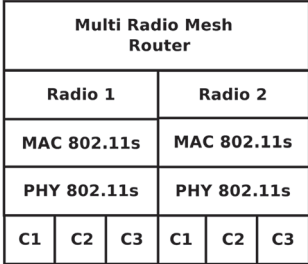 Multi Radio Mesh
Router
Radio 1 Radio 2
MAC 802.11s MAC 802.11s
PHY 802.11s PHY 802.11s
C1 C2 C3 C1 C2 C3